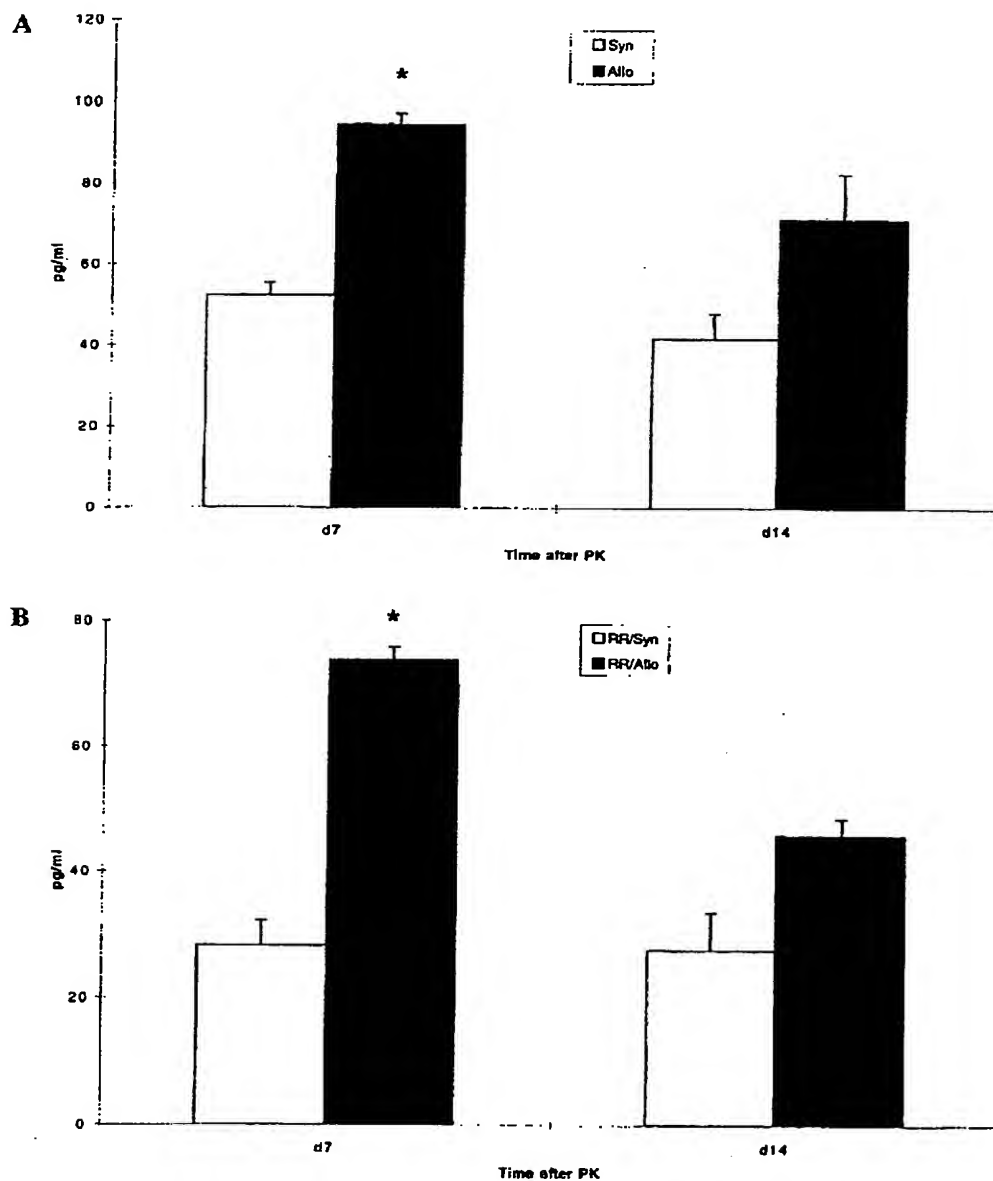 A
120
100
80
60
40
20
0
pg/ml
*
Syn
Allo
d7
d14
Time after PK
B
80
60
40
20
0
pg/ml
*
RR/Syn
RR/Allo
d7
d14
Time after PK